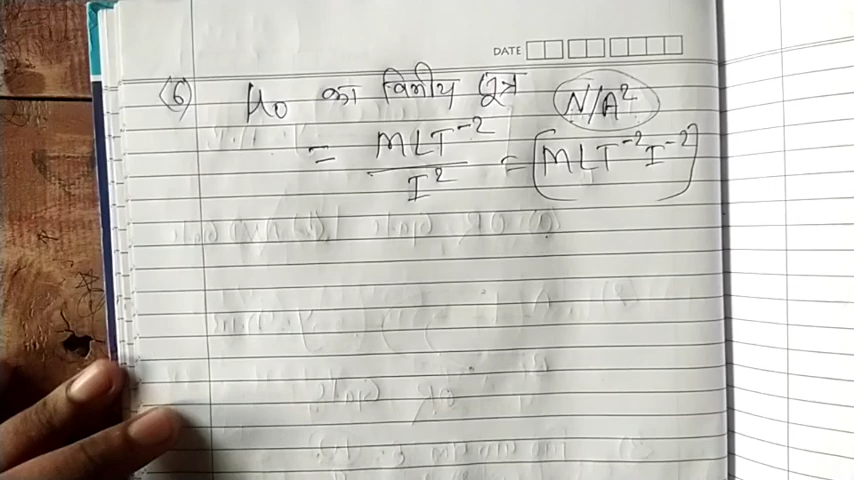 DATE
(6) μ₀ का विमीय सूत्र N/A²
= MLT⁻² / I² = [MLT⁻²I⁻²]